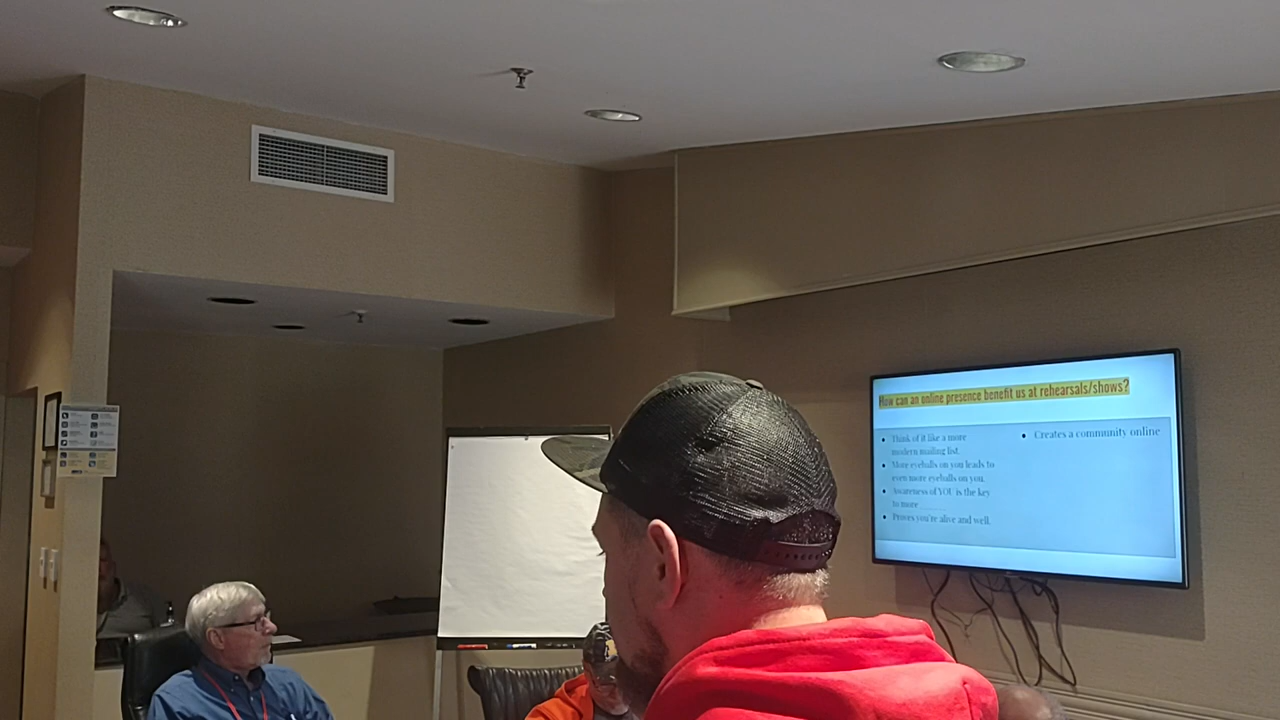 How can an online presence benefit us at rehearsals/shows?
• Think of it like a more
modern mailing list.
• More eyeballs on you leads to
even more eyeballs on you.
• Awareness of YOU is the key
to more
• Proves you're alive and well.
• Creates a community online